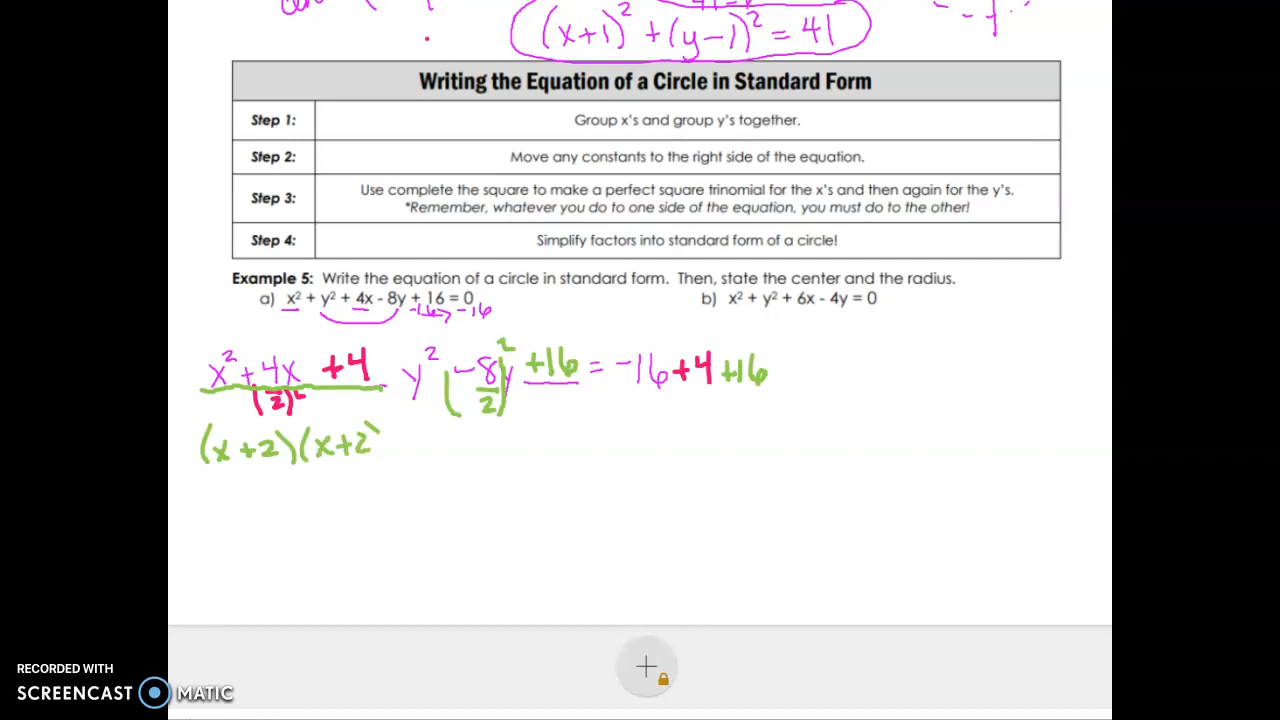 (x+1)² + (y-1)² = 41
Writing the Equation of a Circle in Standard Form
Step 1: Group x's and group y's together.
Step 2: Move any constants to the right side of the equation.
Step 3: Use complete the square to make a perfect square trinomial for the x's and then again for the y's.
*Remember, whatever you do to one side of the equation, you must do to the other!
Step 4: Simplify factors into standard form of a circle!
Example 5: Write the equation of a circle in standard form. Then, state the center and the radius.
a) x² + y² + 4x - 8y + 16 = 0 b) x² + y² + 6x - 4y = 0
-16 -16
x² + 4x +4 y² (-8y)² +16 = -16 +4 +16
(2)² 2
(x+2)(x+2)
RECORDED WITH
SCREENCAST MATIC